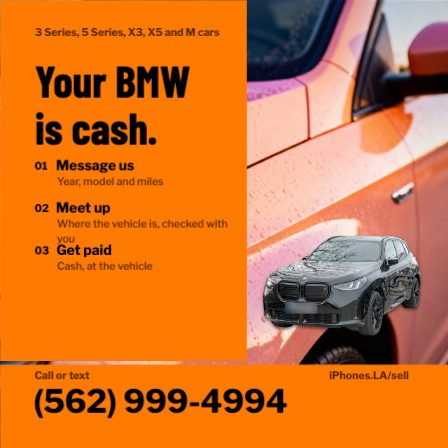 3 Series, 5 Series, X3, X5 and M cars
Your BMW
is cash.
01 Message us
Year, model and miles
02 Meet up
Where the vehicle is, checked with
you
03 Get paid
Cash, at the vehicle
Call or text
iPhones.LA/sell
(562) 999-4994